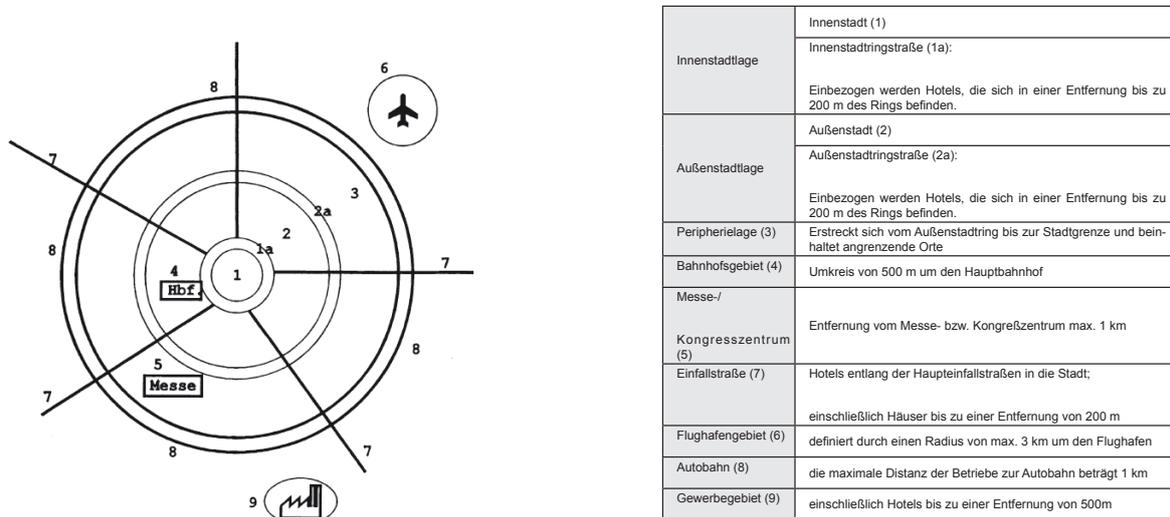 6
8
7
3
2a
2
1a
8
1
7
4
Hbf.
5
Messe
8
7
7
8
9
Innenstadtlage
Innenstadt (1)
Innenstadtringstraße (1a):
Einbezogen werden Hotels, die sich in einer Entfernung bis zu
200 m des Rings befinden.
Außenstadtlage
Außenstadt (2)
Außenstadtringstraße (2a):
Einbezogen werden Hotels, die sich in einer Entfernung bis zu
200 m des Rings befinden.
Peripherielage (3)
Erstreckt sich vom Außenstadtring bis zur Stadtgrenze und bein-
haltet angrenzende Orte
Bahnhofsgebiet (4)
Umkreis von 500 m um den Hauptbahnhof
Messe-/
Kongresszentrum
(5)
Entfernung vom Messe- bzw. Kongreßzentrum max. 1 km
Einfallstraße (7)
Hotels entlang der Haupteinfallstraßen in die Stadt;
einschließlich Häuser bis zu einer Entfernung von 200 m
Flughafengebiet (6)
definiert durch einen Radius von max. 3 km um den Flughafen
Autobahn (8)
die maximale Distanz der Betriebe zur Autobahn beträgt 1 km
Gewerbegebiet (9)
einschließlich Hotels bis zu einer Entfernung von 500m